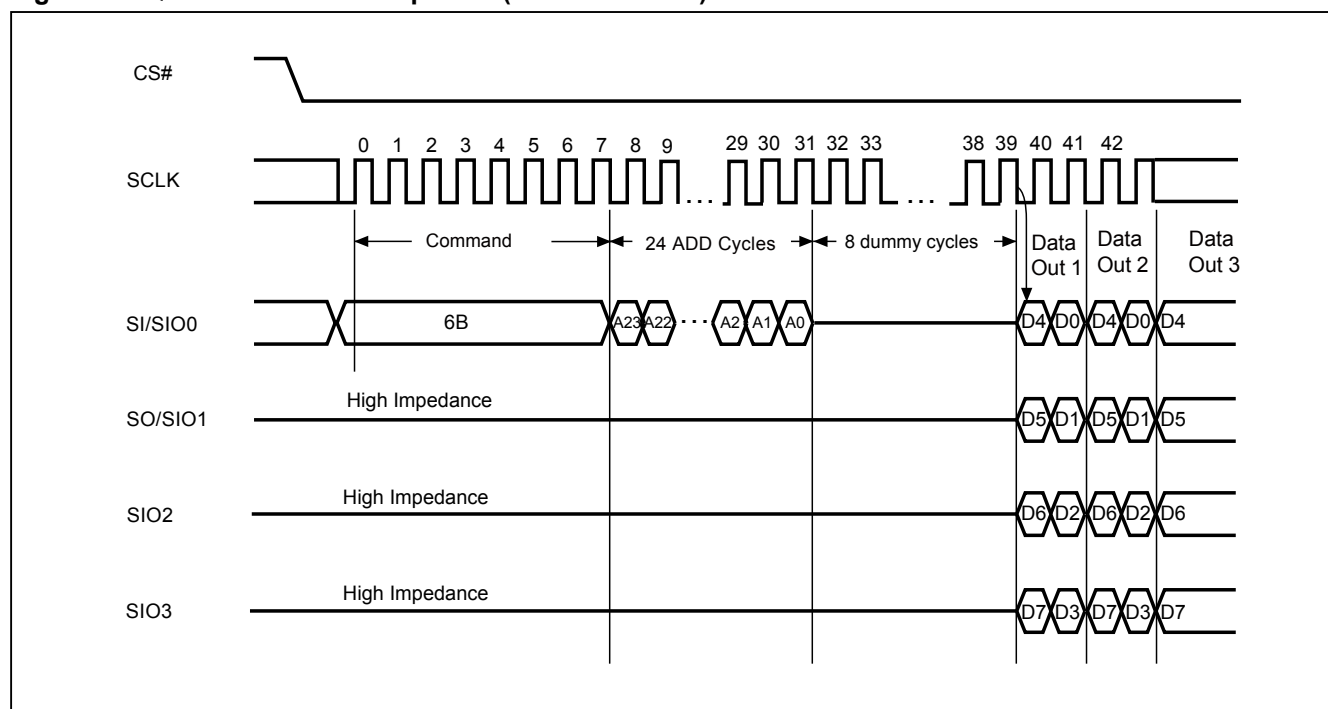 CS#
0 1 2 3 4 5 6 7 8 9 29 30 31 32 33 38 39 40 41 42
SCLK
...
...
Command
24 ADD Cycles
8 dummy cycles
Data Out 1
Data Out 2
Data Out 3
SI/SIO0
6B
A23 A22 ... A2 A1 A0
D4 D0 D4 D0 D4
High Impedance
SO/SIO1
D5 D1 D5 D1 D5
High Impedance
SIO2
D6 D2 D6 D2 D6
High Impedance
SIO3
D7 D3 D7 D3 D7